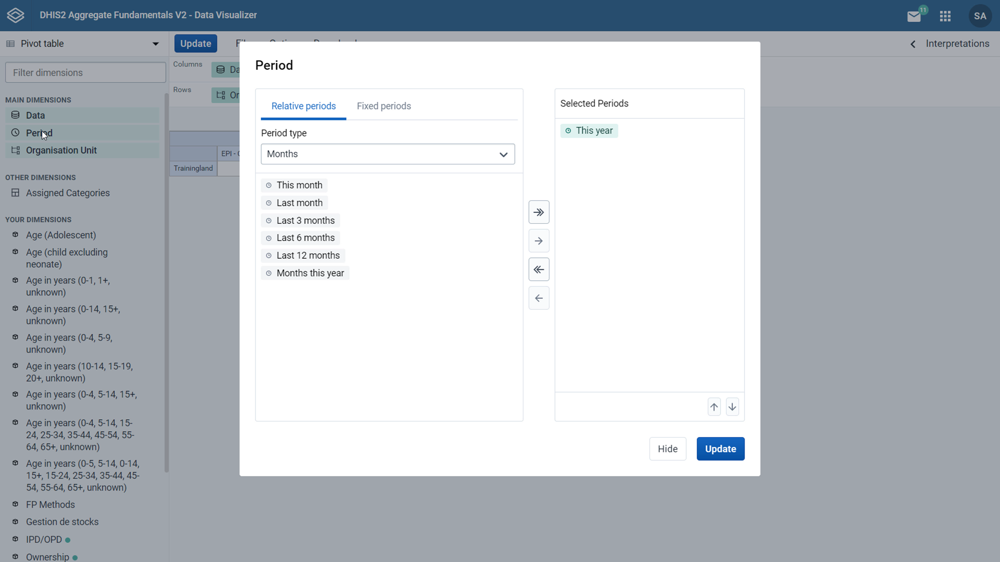 DHIS2 Aggregate Fundamentals V2 - Data Visualizer
11
SA
Pivot table
Update
Interpretations
Filter dimensions
Columns
Rows
MAIN DIMENSIONS
Data
Period
Organisation Unit
OTHER DIMENSIONS
Assigned Categories
YOUR DIMENSIONS
Age (Adolescent)
Age (child excluding
neonate)
Age in years (0-1, 1+,
unknown)
Age in years (0-14, 15+,
unknown)
Age in years (0-4, 5-9,
unknown)
Age in years (10-14, 15-19,
20+, unknown)
Age in years (0-4, 5-14, 15+,
unknown)
Age in years (0-4, 5-14, 15-
24, 25-34, 35-44, 45-54, 55-
64, 65+, unknown)
Age in years (0-5, 5-14, 0-14,
15+, 15-24, 25-34, 35-44, 45-
54, 55-64, 65+, unknown)
FP Methods
Gestion de stocks
IPD/OPD
Ownership
EPI -
Trainingland
Period
Relative periods
Fixed periods
Period type
Months
This month
Last month
Last 3 months
Last 6 months
Last 12 months
Months this year
Selected Periods
This year
Hide
Update